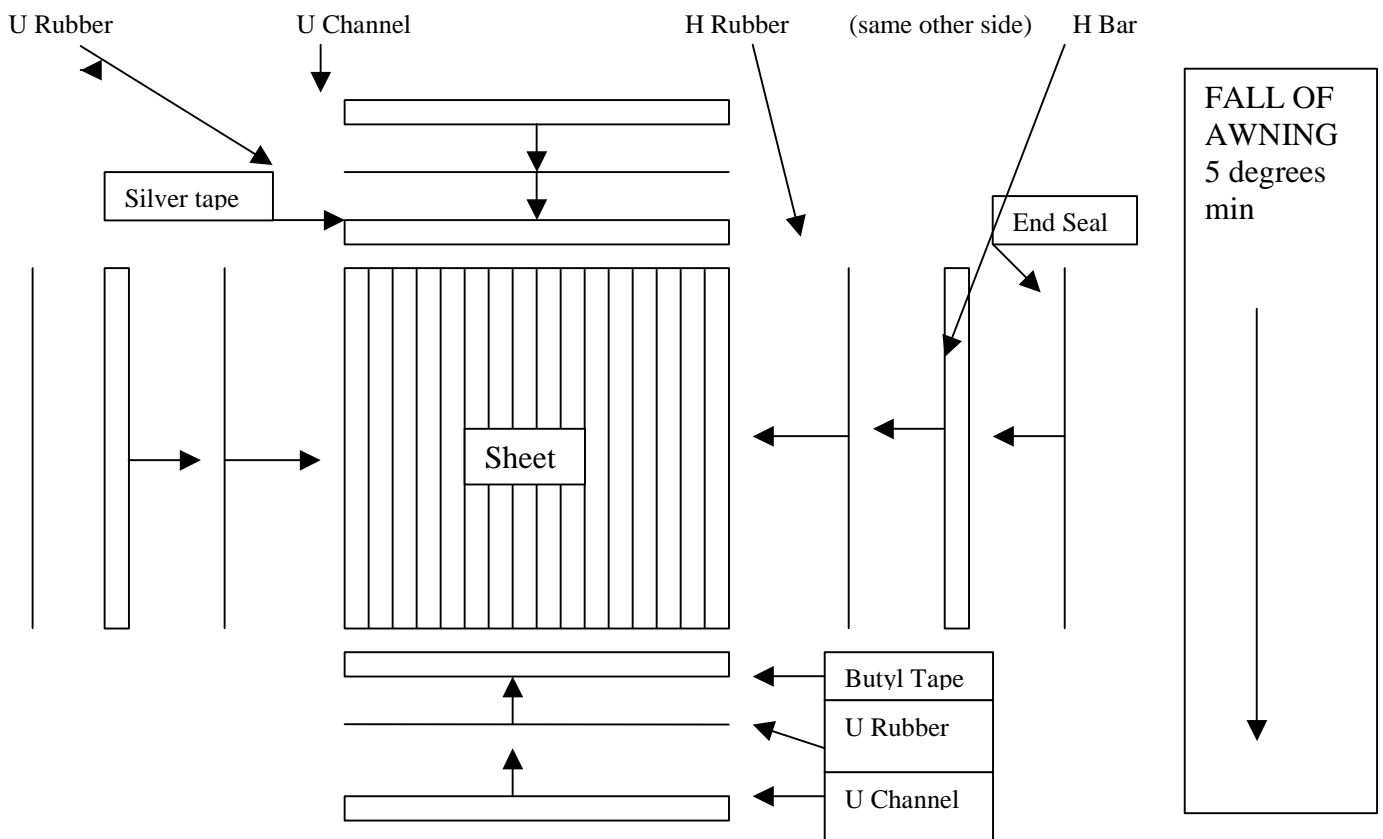 U Rubber
U Channel
H Rubber
(same other side)
H Bar
FALL OF
AWNING
5 degrees
min
Silver tape
End Seal
Sheet
Butyl Tape
U Rubber
U Channel